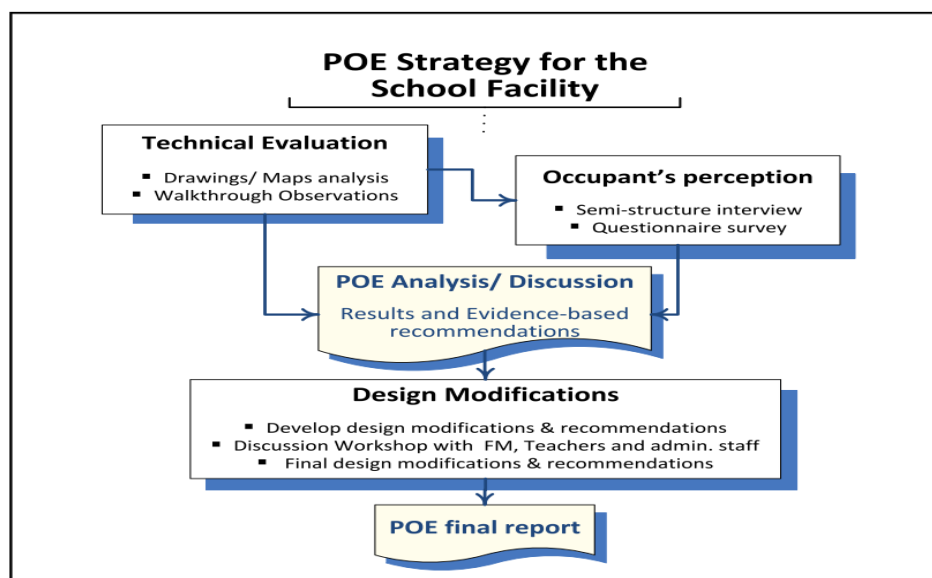 POE Strategy for the
School Facility
Technical Evaluation
▪ Drawings/ Maps analysis
▪ Walkthrough Observations
Occupant's perception
▪ Semi-structure interview
▪ Questionnaire survey
POE Analysis/ Discussion
Results and Evidence-based
recommendations
Design Modifications
▪ Develop design modifications & recommendations
▪ Discussion Workshop with FM, Teachers and admin. staff
▪ Final design modifications & recommendations
POE final report